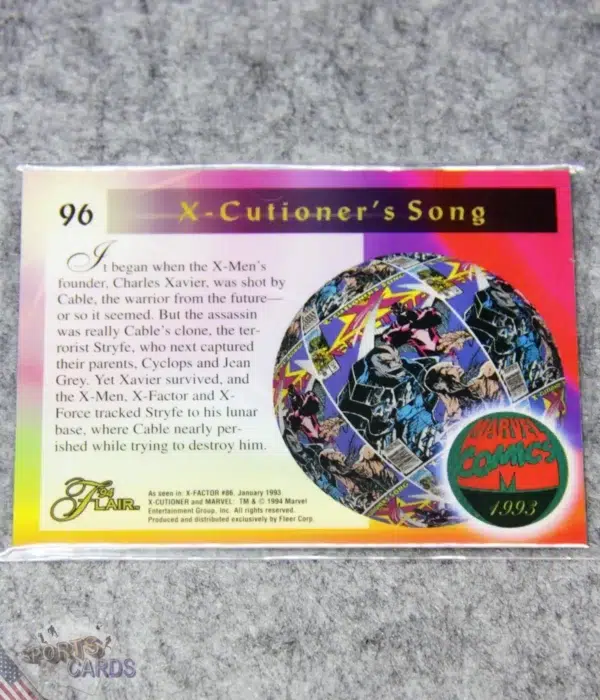 96
X-Cutioner's Song
It began when the X-Men's
founder, Charles Xavier, was shot by
Cable, the warrior from the future—
or so it seemed. But the assassin
was really Cable's clone, the ter-
rorist Stryfe, who next captured
their parents, Cyclops and Jean
Grey. Yet Xavier survived, and
the X-Men, X-Factor and X-
Force tracked Stryfe to his lunar
base, where Cable nearly per-
ished while trying to destroy him.
MARVEL
COMICS
M
1993
'94
FLAIR™
As seen in: X-FACTOR #86, January 1993.
X-CUTIONER and MARVEL: TM & © 1994 Marvel
Entertainment Group, Inc. All rights reserved.
Produced and distributed exclusively by Fleer Corp.
SPORTS
CARDS